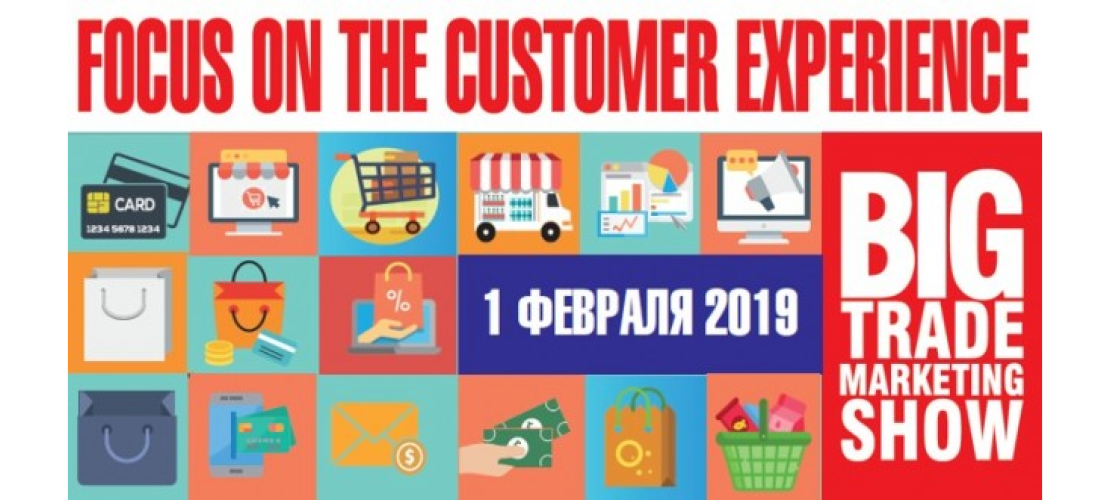 FOCUS ON THE CUSTOMER EXPERIENCE
CARD
1234 5678 1234
%
1 ФЕВРАЛЯ 2019
BIG
TRADE
MARKETING
SHOW
$